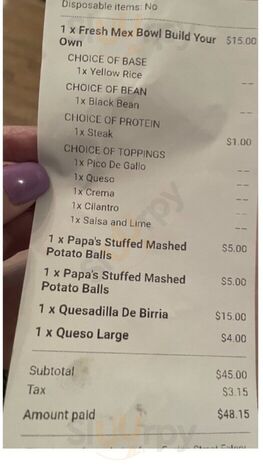 Disposable items: No
1 x Fresh Mex Bowl Build Your Own $15.00
CHOICE OF BASE
1x Yellow Rice --
CHOICE OF BEAN
1x Black Bean --
CHOICE OF PROTEIN
1x Steak $1.00
CHOICE OF TOPPINGS
1x Pico De Gallo --
1x Queso --
1x Crema --
1x Cilantro --
1x Salsa and Lime --
1 x Papa's Stuffed Mashed Potato Balls $5.00
1 x Papa's Stuffed Mashed Potato Balls $5.00
1 x Quesadilla De Birria $15.00
1 x Queso Large $4.00
Subtotal $45.00
Tax $3.15
Amount paid $48.15
Street Eatery